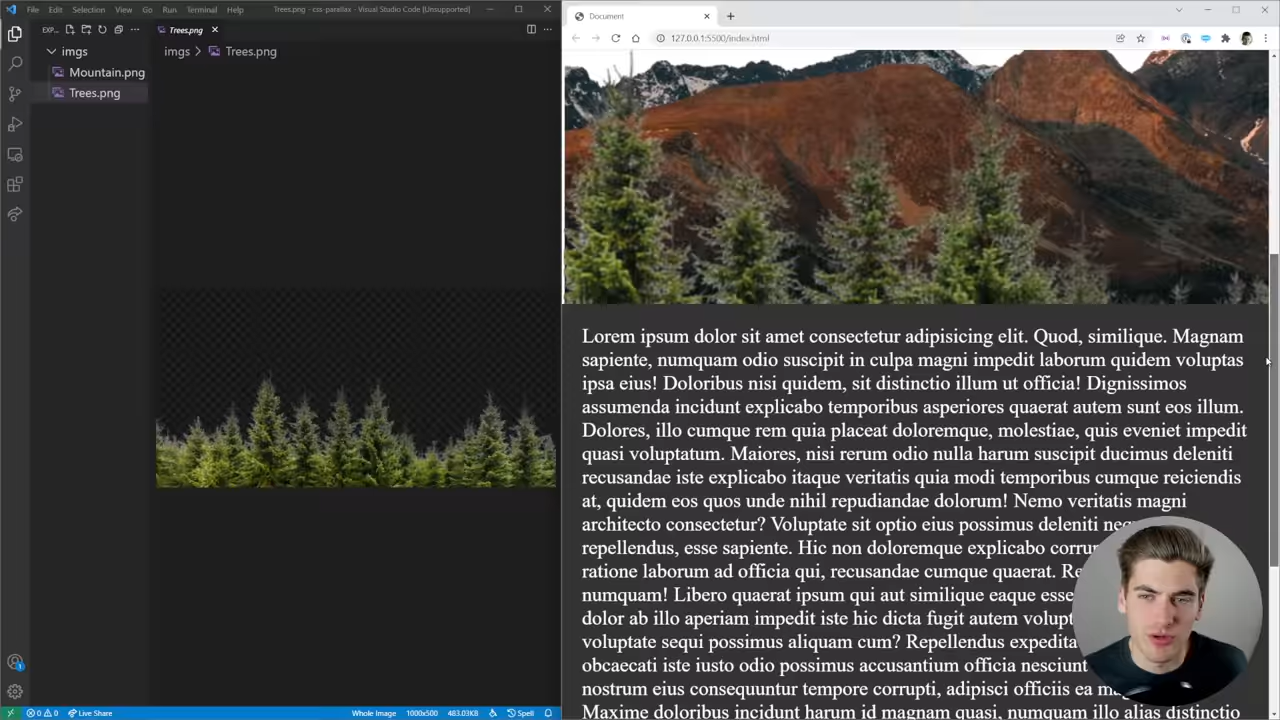 File Edit Selection View Go Run Terminal Help Trees.png - css-parallax - Visual Studio Code [Unsupported]
EXP... Trees.png
imgs
Mountain.png
Trees.png
imgs > Trees.png
0 0 Live Share Whole Image 1000x500 483.03KB Spell
1
Document
127.0.0.1:5500/index.html
Lorem ipsum dolor sit amet consectetur adipisicing elit. Quod, similique. Magnam
sapiente, numquam odio suscipit in culpa magni impedit laborum quidem voluptas
ipsa eius! Doloribus nisi quidem, sit distinctio illum ut officia! Dignissimos
assumenda incidunt explicabo temporibus asperiores quaerat autem sunt eos illum.
Dolores, illo cumque rem quia placeat doloremque, molestiae, quis eveniet impedit
quasi voluptatum. Maiores, nisi rerum odio nulla harum suscipit ducimus deleniti
recusandae iste explicabo itaque veritatis quia modi temporibus cumque reiciendis
at, quidem eos quos unde nihil repudiandae dolorum! Nemo veritatis magni
architecto consectetur? Voluptate sit optio eius possimus deleniti
repellendus, esse sapiente. Hic non doloremque explicabo
ratione laborum ad officia qui, recusandae cumque quaerat.
numquam! Libero quaerat ipsum qui aut similique eaque esse
dolor ab illo aperiam impedit iste hic dicta fugit autem
voluptate sequi possimus aliquam cum? Repellendus expedita
obcaecati iste iusto odio possimus accusantium officia nesciunt
nostrum eius consequuntur tempore corrupti, adipisci officiis ea
Maxime doloribus incidunt harum id magnam quasi, numquam illo alias distinctio